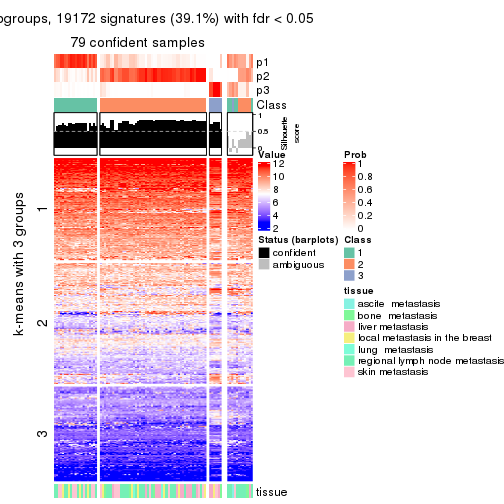 ogroups, 19172 signatures (39.1%) with fdr < 0.05
79 confident samples
p1
p2
p3
Class
1
0.5
0
Silhouette
score
k-means with 3 groups
1
2
3
Value
12
10
8
6
4
2
Prob
1
0.8
0.6
0.4
0.2
0
Status (barplots)
confident
ambiguous
Class
1
2
3
tissue
ascite metastasis
bone metastasis
liver metastasis
local metastasis in the breast
lung metastasis
regional lymph node metastasis
skin metastasis
tissue